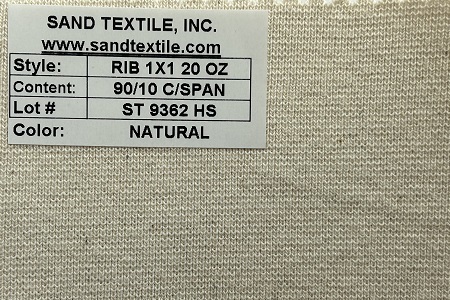 SAND TEXTILE, INC.
www.sandtextile.com
Style: RIB 1X1 20 OZ
Content: 90/10 C/SPAN
Lot # ST 9362 HS
Color: NATURAL